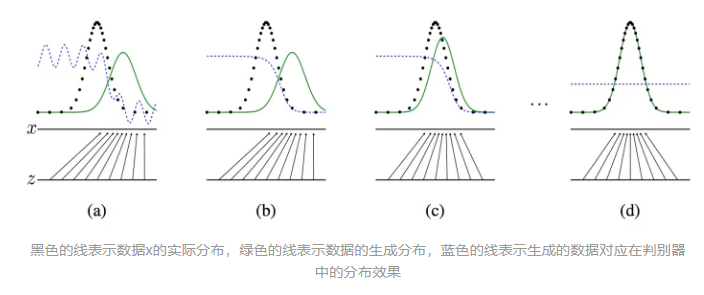 x
z
...
(a) (b) (c) (d)
黑色的线表示数据x的实际分布，绿色的线表示数据的生成分布，蓝色的线表示生成的数据对应在判别器
中的分布效果